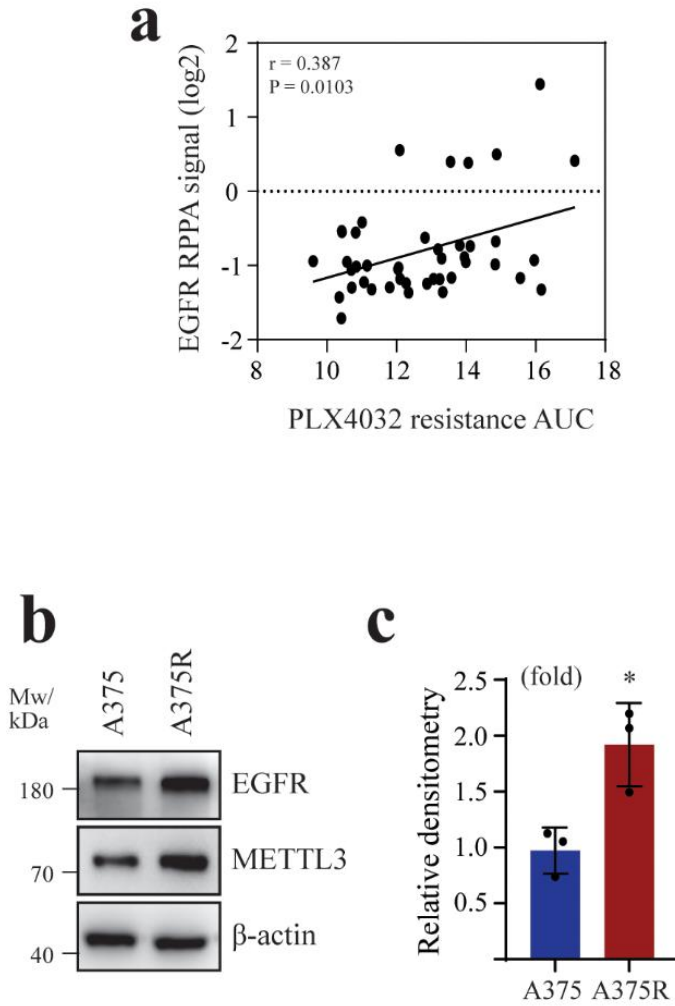 a
EGFR RPPA signal (log2)
2
1
0
-1
-2
r = 0.387
P = 0.0103
8 10 12 14 16 18
PLX4032 resistance AUC
b
A375 A375R
Mw/
kDa
180 EGFR
70 METTL3
40 β-actin
c
Relative densitometry
(fold) *
2.5
2.0
1.5
1.0
0.5
A375 A375R